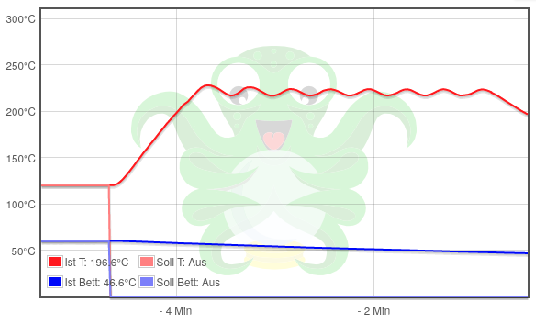 300°C
250°C
200°C
150°C
100°C
50°C
Ist T: 196.6°C Soll T: Aus
Ist Bett: 46.6°C Soll Bett: Aus
- 4 Min - 2 Min